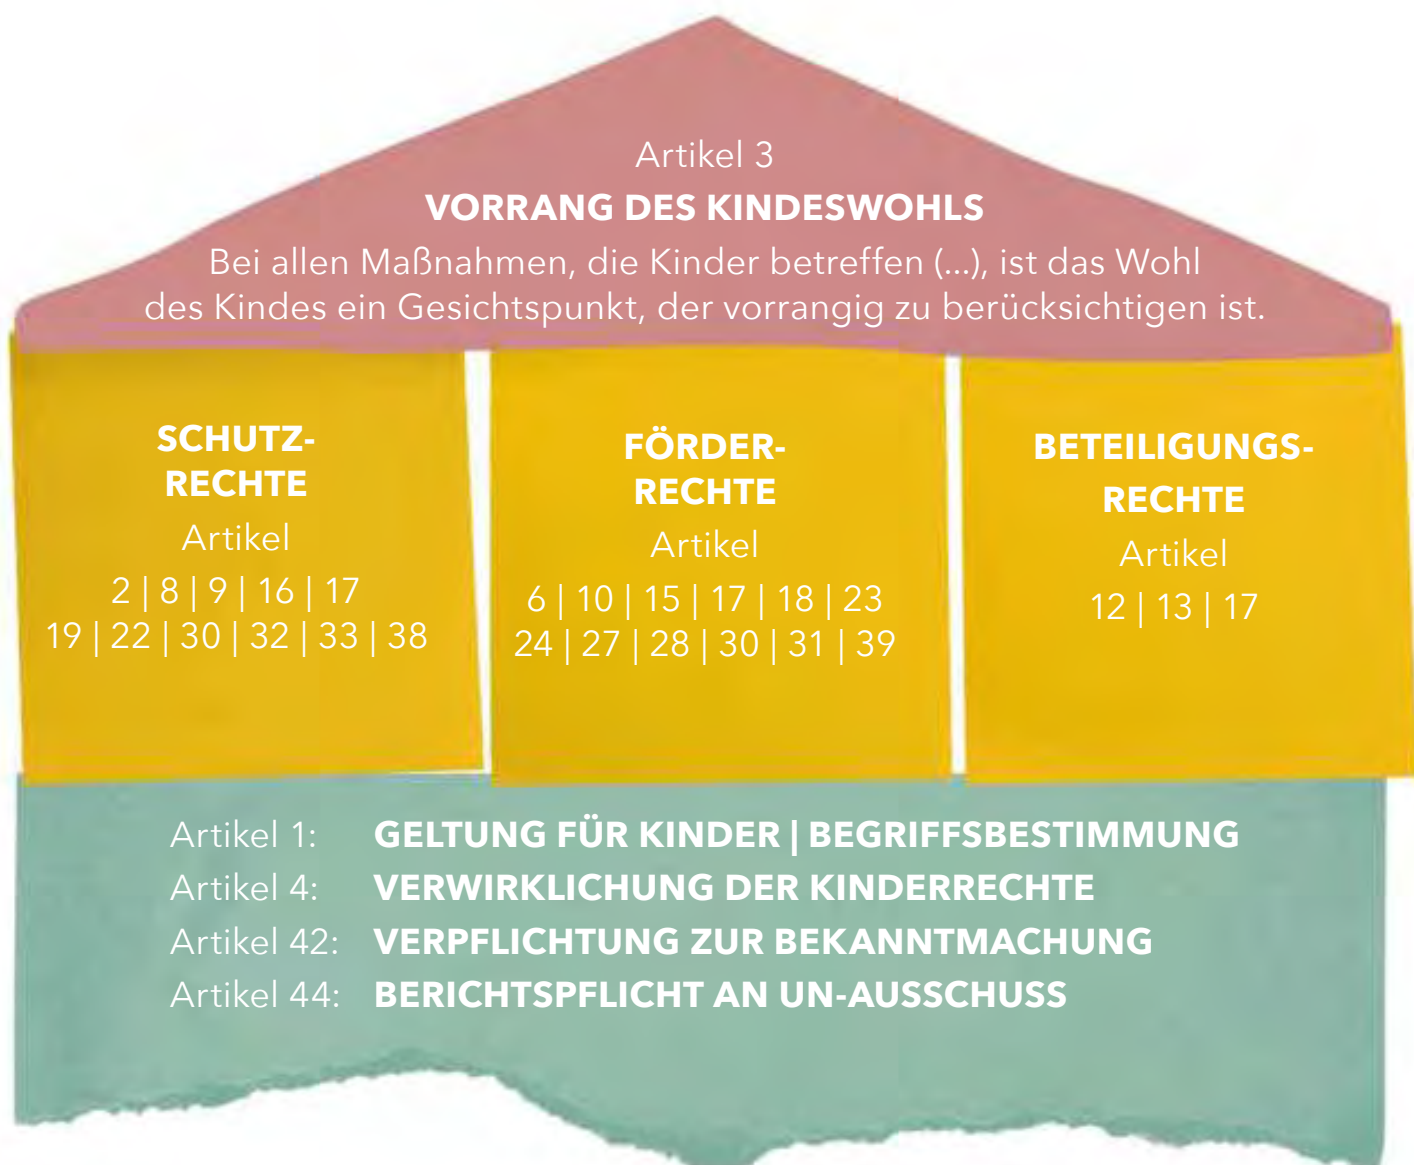 Artikel 3
VORRANG DES KINDESWOHLS
Bei allen Maßnahmen, die Kinder betreffen (...), ist das Wohl
des Kindes ein Gesichtspunkt, der vorrangig zu berücksichtigen ist.
SCHUTZ-
RECHTE
Artikel
2 | 8 | 9 | 16 | 17
19 | 22 | 30 | 32 | 33 | 38
FÖRDER-
RECHTE
Artikel
6 | 10 | 15 | 17 | 18 | 23
24 | 27 | 28 | 30 | 31 | 39
BETEILIGUNGS-
RECHTE
Artikel
12 | 13 | 17
Artikel 1: GELTUNG FÜR KINDER | BEGRIFFSBESTIMMUNG
Artikel 4: VERWIRKLICHUNG DER KINDERRECHTE
Artikel 42: VERPFLICHTUNG ZUR BEKANNTMACHUNG
Artikel 44: BERICHTSPFLICHT AN UN-AUSSCHUSS